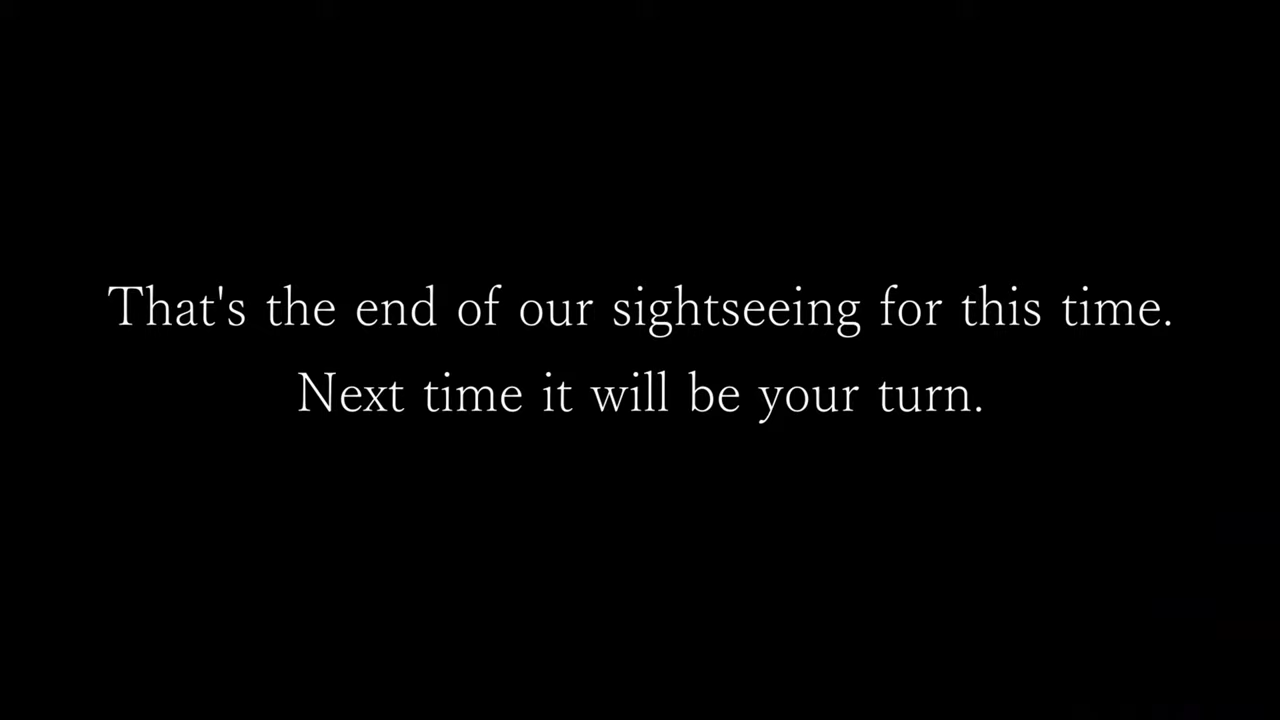 That's the end of our sightseeing for this time.
Next time it will be your turn.